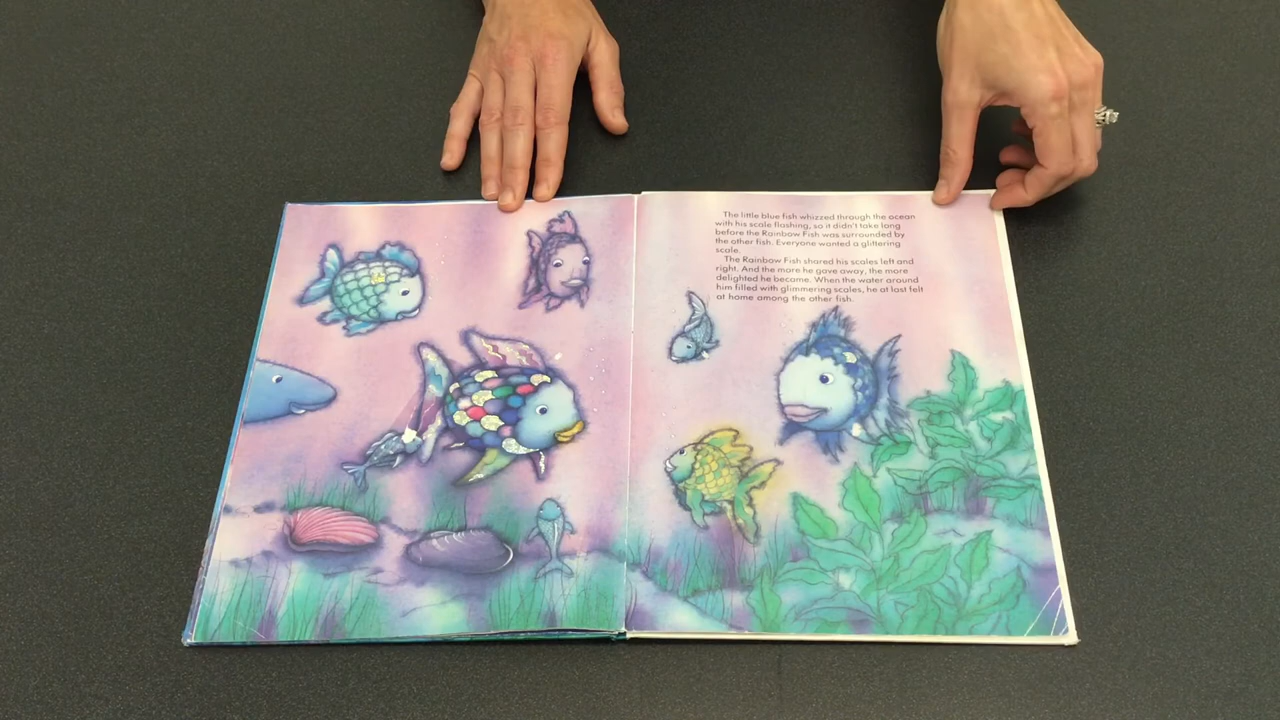 The little blue fish whizzed through the ocean
with his scale flashing, so it didn't take long
before the Rainbow Fish was surrounded by
the other fish. Everyone wanted a glittering
scale.
The Rainbow Fish shared his scales left and
right. And the more he gave away, the more
delighted he became. When the water around
him filled with glimmering scales, he at last felt
at home among the other fish.